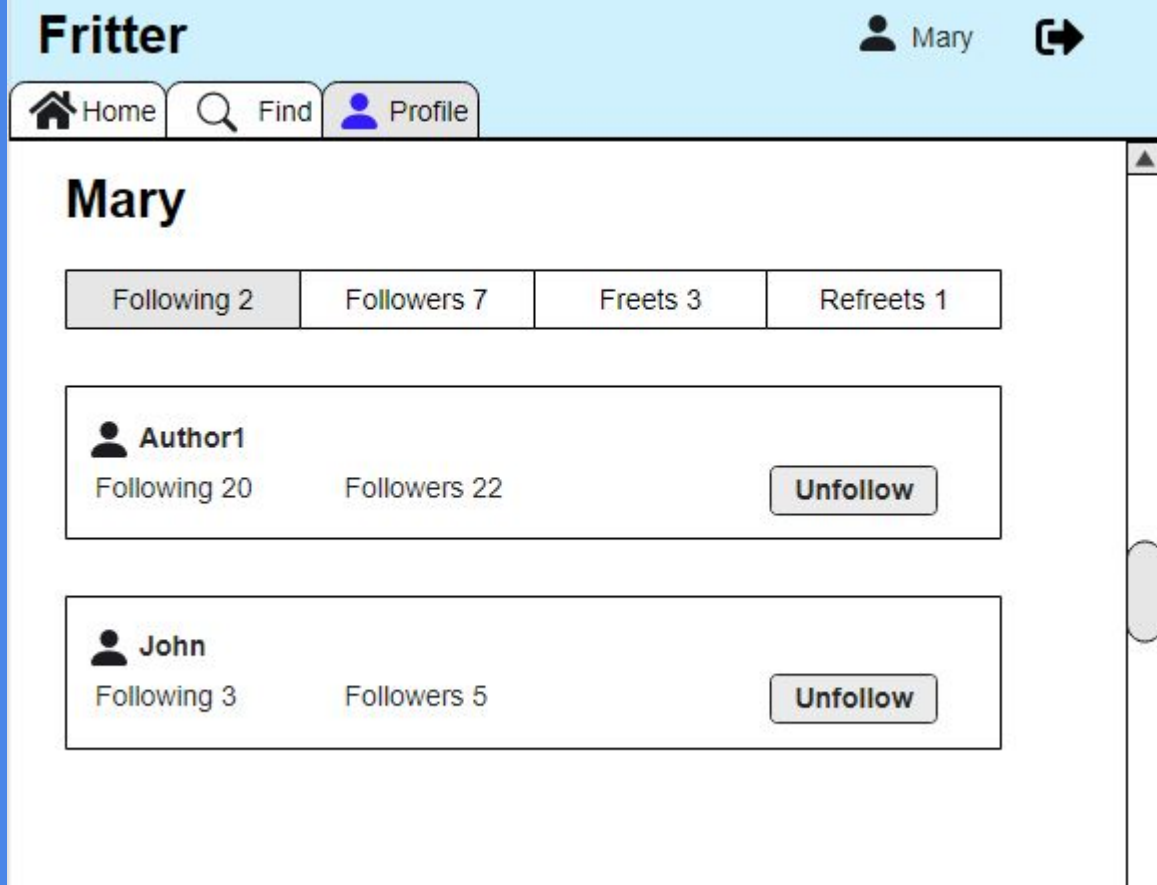 Fritter
Mary
Home Find Profile
Mary
Following 2 Followers 7 Freets 3 Refreets 1
Author1
Following 20 Followers 22 Unfollow
John
Following 3 Followers 5 Unfollow